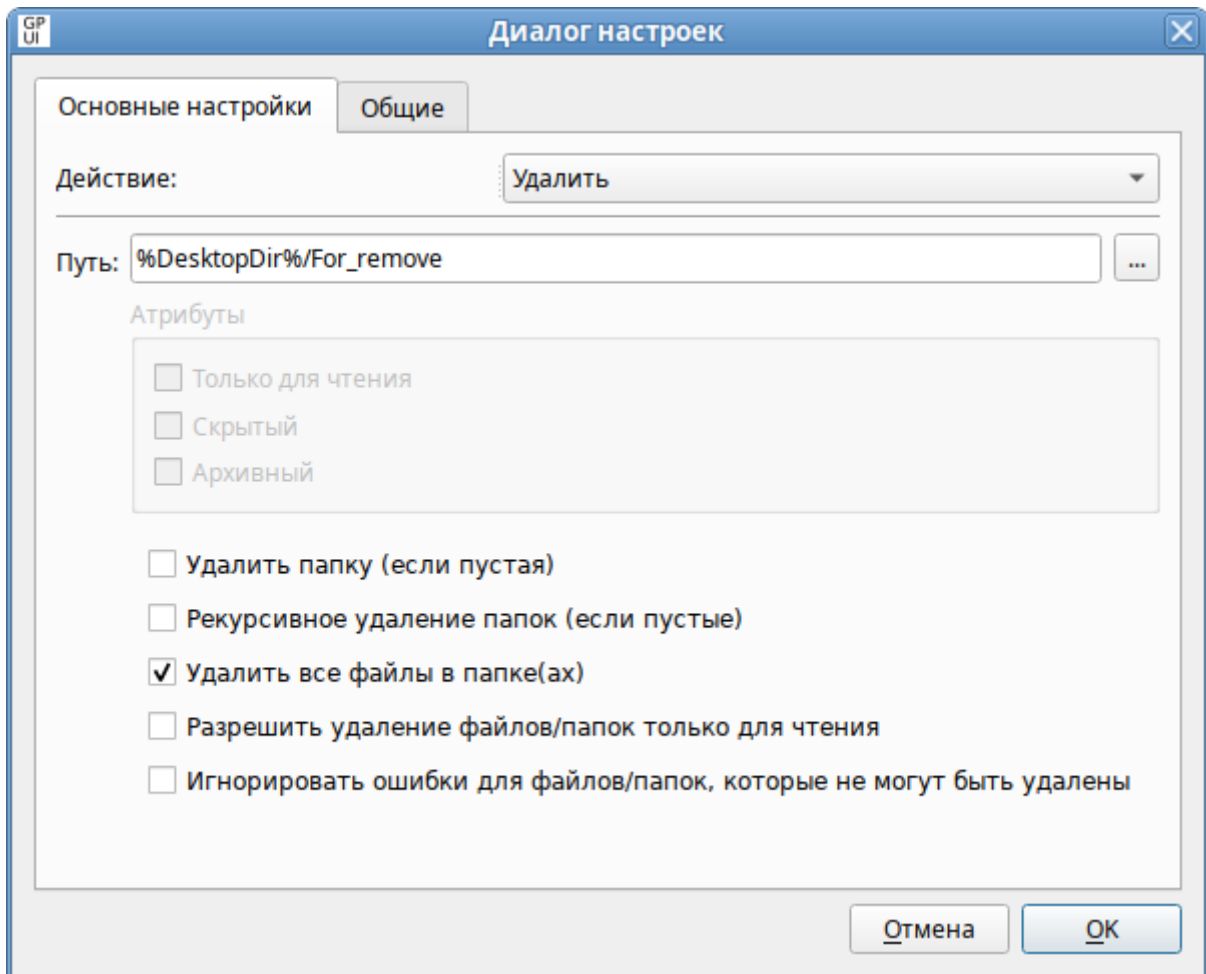 GP
UI
Диалог настроек
Основные настройки Общие
Действие: Удалить
Путь: %DesktopDir%/For_remove ...
Атрибуты
Только для чтения
Скрытый
Архивный
Удалить папку (если пустая)
Рекурсивное удаление папок (если пустые)
Удалить все файлы в папке(ах)
Разрешить удаление файлов/папок только для чтения
Игнорировать ошибки для файлов/папок, которые не могут быть удалены
Отмена OK